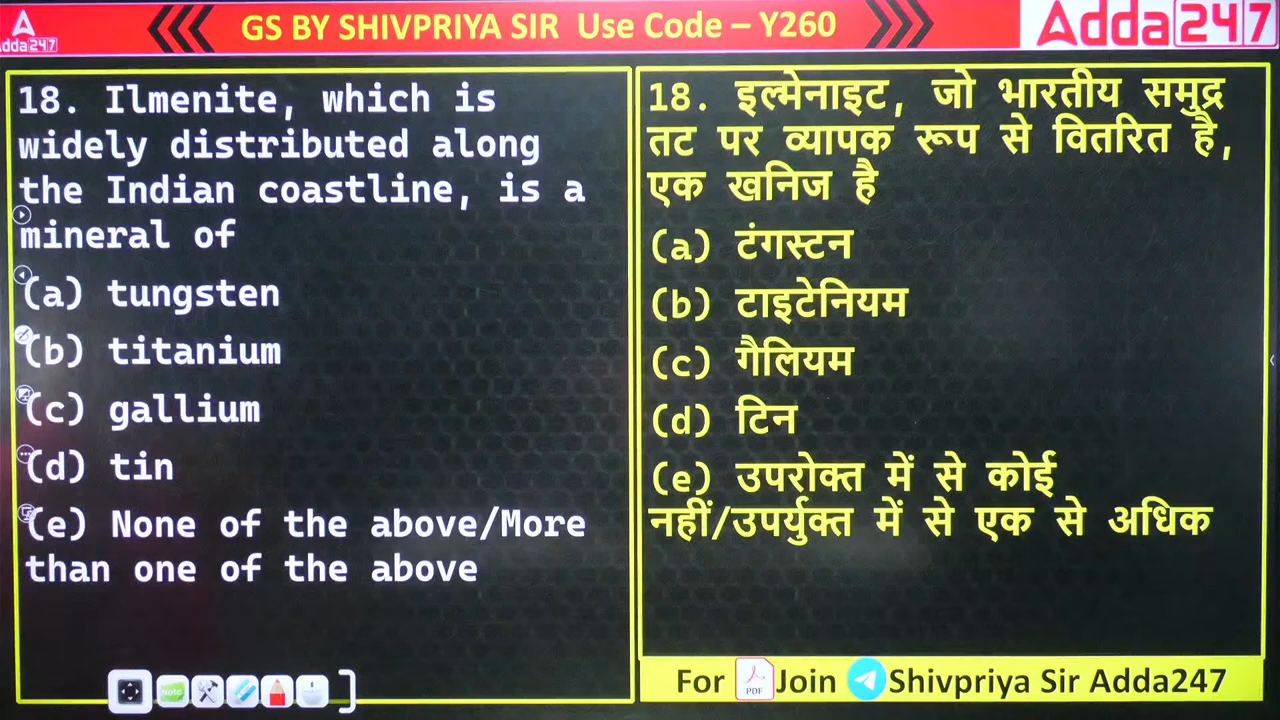 GS BY SHIVPRIYA SIR Use Code – Y260
Adda247
Adda247
18. Ilmenite, which is
widely distributed along
the Indian coastline, is a
mineral of
(a) tungsten
(b) titanium
(c) gallium
(d) tin
(e) None of the above/More
than one of the above
18. इल्मेनाइट, जो भारतीय समुद्र
तट पर व्यापक रूप से वितरित है,
एक खनिज है
(a) टंगस्टन
(b) टाइटेनियम
(c) गैलियम
(d) टिन
(e) उपरोक्त में से कोई
नहीं/उपर्युक्त में से एक से अधिक
Note
For PDF Join Shivpriya Sir Adda247